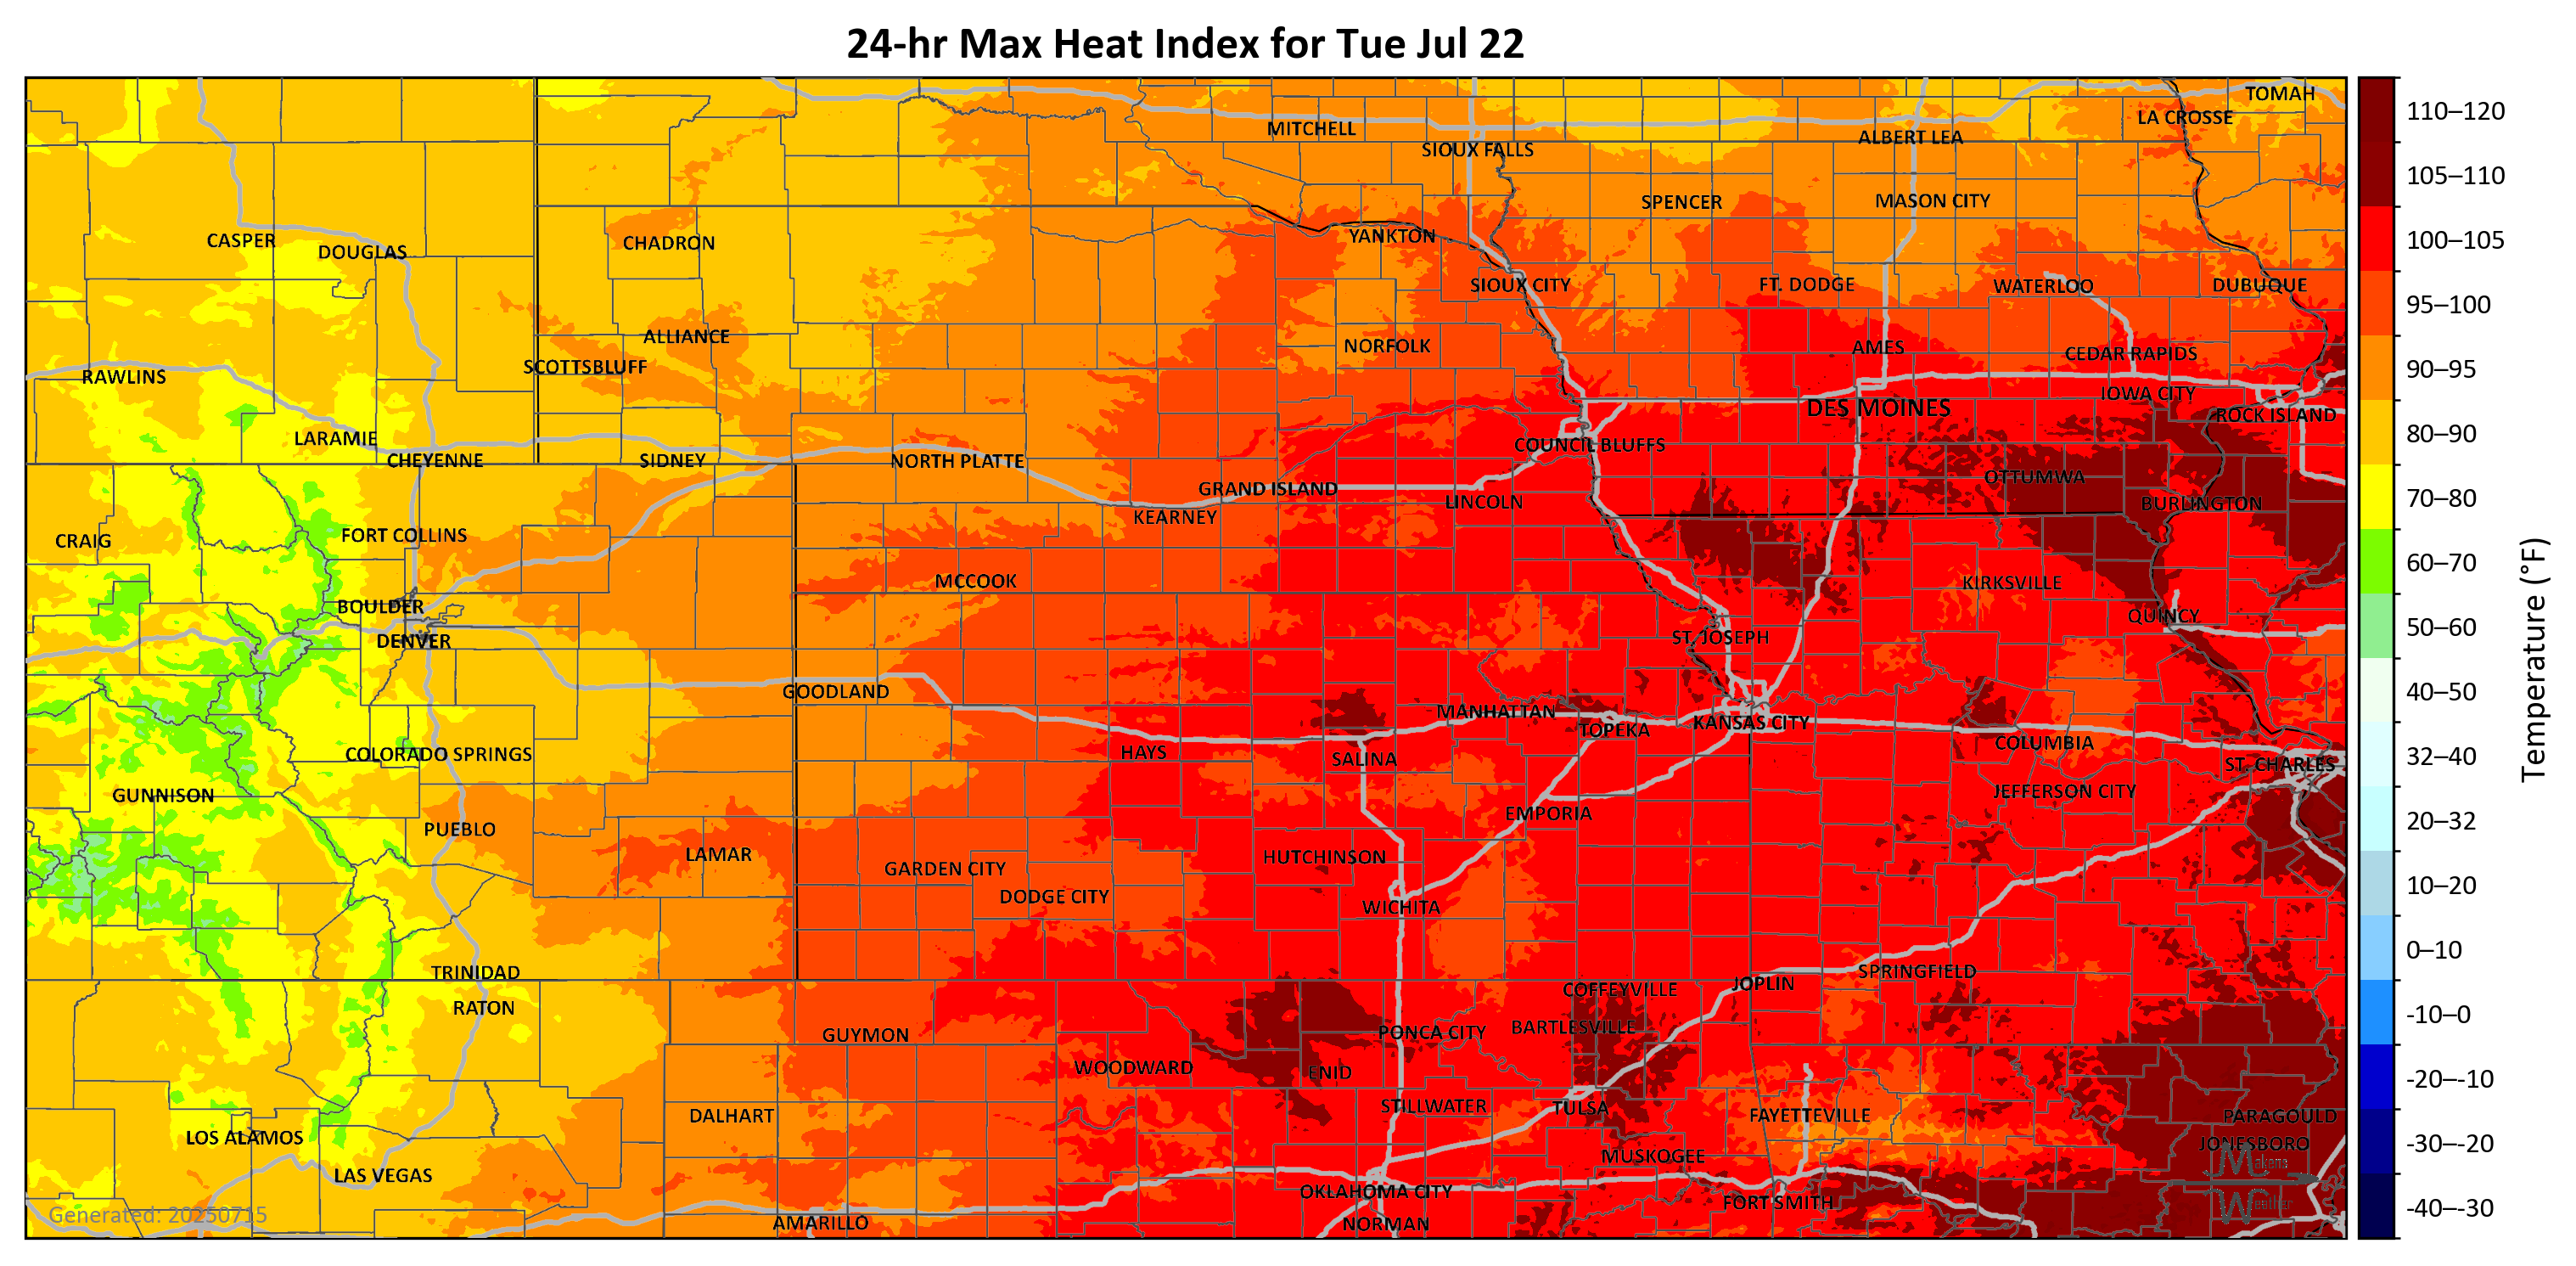 24-hr Max Heat Index for Tue Jul 22
TOMAH
LA CROSSE
MITCHELL
ALBERT LEA
SIOUX FALLS
SPENCER
MASON CITY
YANKTON
CASPER
CHADRON
DOUGLAS
SIOUX CITY
FT. DODGE
WATERLOO
DUBUQUE
ALLIANCE
NORFOLK
AMES
CEDAR RAPIDS
SCOTTSBLUFF
RAWLINS
IOWA CITY
DES MOINES
ROCK ISLAND
LARAMIE
COUNCIL BLUFFS
CHEYENNE
SIDNEY
NORTH PLATTE
OTTUMWA
GRAND ISLAND
LINCOLN
BURLINGTON
KEARNEY
FORT COLLINS
CRAIG
MCCOOK
KIRKSVILLE
BOULDER
QUINCY
DENVER
ST. JOSEPH
GOODLAND
MANHATTAN
KANSAS CITY
TOPEKA
COLUMBIA
COLORADO SPRINGS
HAYS
SALINA
ST. CHARLES
GUNNISON
JEFFERSON CITY
EMPORIA
PUEBLO
LAMAR
HUTCHINSON
GARDEN CITY
DODGE CITY
WICHITA
TRINIDAD
SPRINGFIELD
JOPLIN
COFFEYVILLE
RATON
BARTLESVILLE
PONCA CITY
GUYMON
WOODWARD
ENID
STILLWATER
TULSA
DALHART
FAYETTEVILLE
PARAGOULD
LOS ALAMOS
JONESBORO
MUSKOGEE
Makens
LAS VEGAS
OKLAHOMA CITY
FORT SMITH
Weather
Generated: 20250715
AMARILLO
NORMAN
110–120
105–110
100–105
95–100
90–95
80–90
70–80
60–70
50–60
40–50
32–40
20–32
10–20
0–10
-10–0
-20–-10
-30–-20
-40–-30
Temperature (°F)